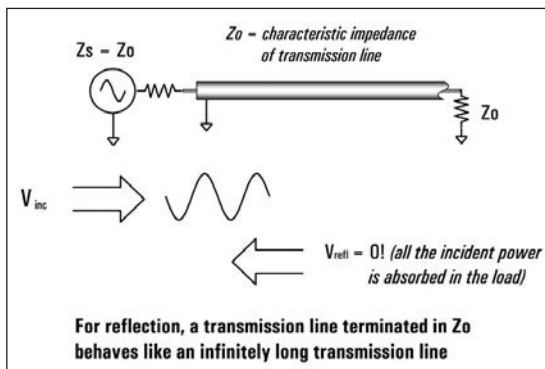 Zo – characteristic impedance
of transmission line
Zs = Zo
Zo
V inc
Vrefl = 0! (all the incident power
is absorbed in the load)
For reflection, a transmission line terminated in Zo
behaves like an infinitely long transmission line